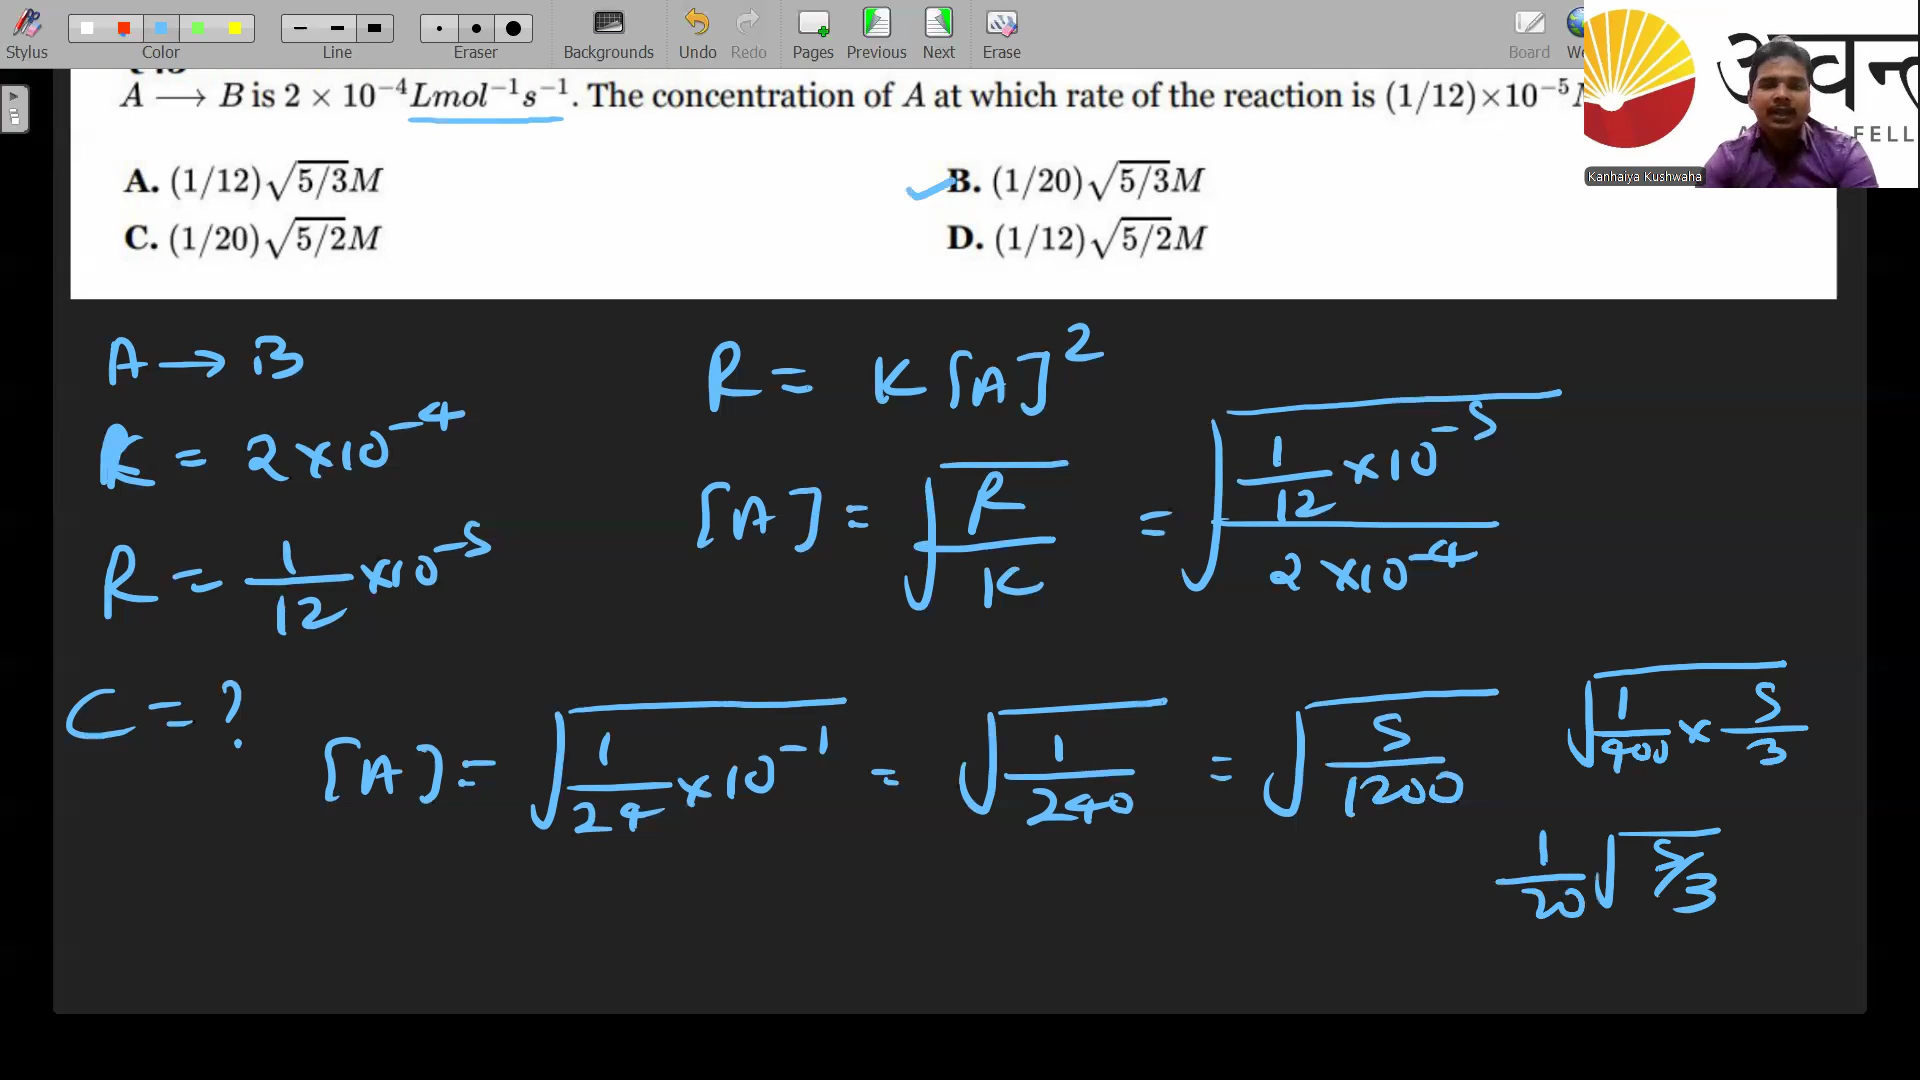 Stylus
Color
Line
Eraser
Backgrounds
Undo
Redo
Pages
Previous
Next
Erase
Board
A ⟶ B is 2 × 10⁻⁴ Lmol⁻¹s⁻¹. The concentration of A at which rate of the reaction is (1/12)×10⁻⁵
A. (1/12)√(5/3)M
B. (1/20)√(5/3)M
C. (1/20)√(5/2)M
D. (1/12)√(5/2)M
Kanhaiya Kushwaha
A → B
K = 2×10⁻⁴
R = 1/12 ×10⁻⁵
C = ?
R = K[A]²
[A] = √(R/K) = √((1/12 ×10⁻⁵)/(2×10⁻⁴))
[A] = √(1/24 ×10⁻¹) = √(1/240) = √(5/1200) √(1/400 × 5/3)
1/20 √(5/3)